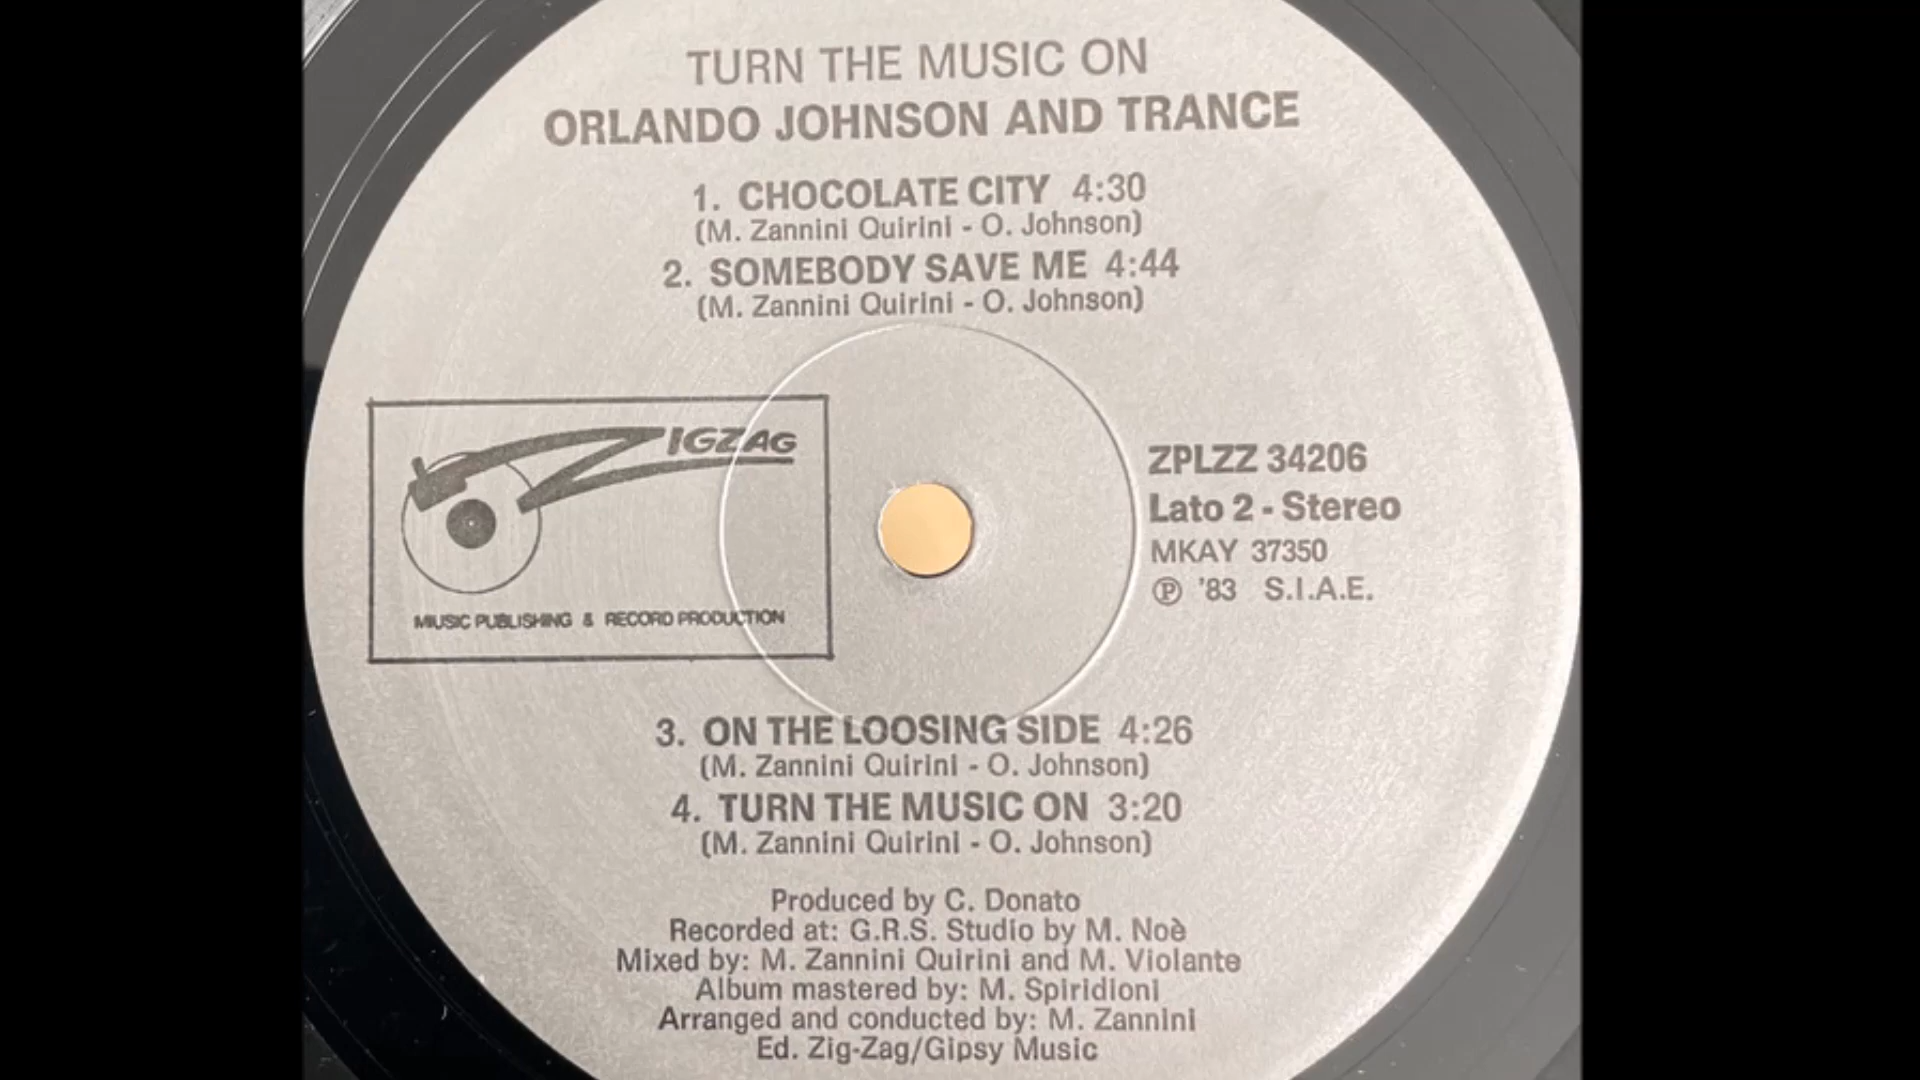 TURN THE MUSIC ON
ORLANDO JOHNSON AND TRANCE
1. CHOCOLATE CITY 4:30
(M. Zannini Quirini - O. Johnson)
2. SOMEBODY SAVE ME 4:44
(M. Zannini Quirini - O. Johnson)
ZIGZAG
MUSIC PUBLISHING & RECORD PRODUCTION
ZPLZZ 34206
Lato 2 - Stereo
MKAY 37350
℗ '83 S.I.A.E.
3. ON THE LOOSING SIDE 4:26
(M. Zannini Quirini - O. Johnson)
4. TURN THE MUSIC ON 3:20
(M. Zannini Quirini - O. Johnson)
Produced by C. Donato
Recorded at: G.R.S. Studio by M. Noè
Mixed by: M. Zannini Quirini and M. Violante
Album mastered by: M. Spiridioni
Arranged and conducted by: M. Zannini
Ed. Zig-Zag/Gipsy Music